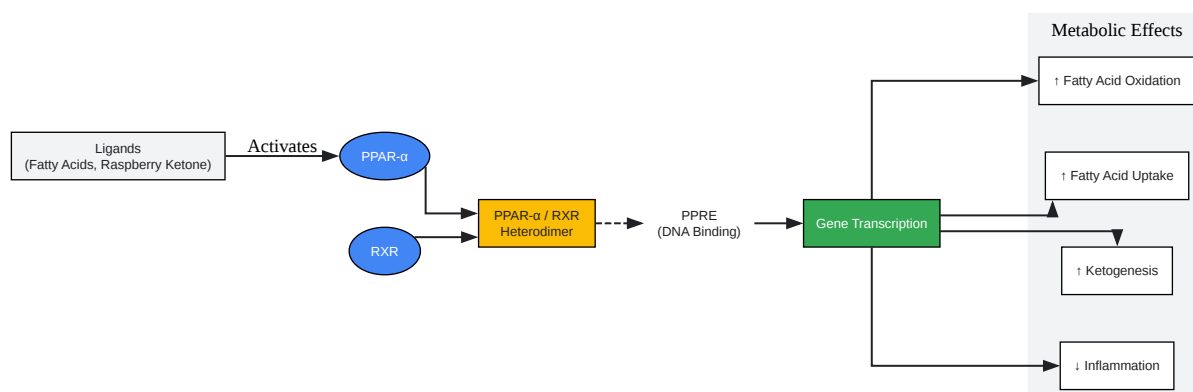 Metabolic Effects
↑ Fatty Acid Oxidation
Ligands
(Fatty Acids, Raspberry Ketone)
Activates
PPAR-α
↑ Fatty Acid Uptake
PPAR-α / RXR
Heterodimer
PPRE
(DNA Binding)
Gene Transcription
RXR
↑ Ketogenesis
↓ Inflammation